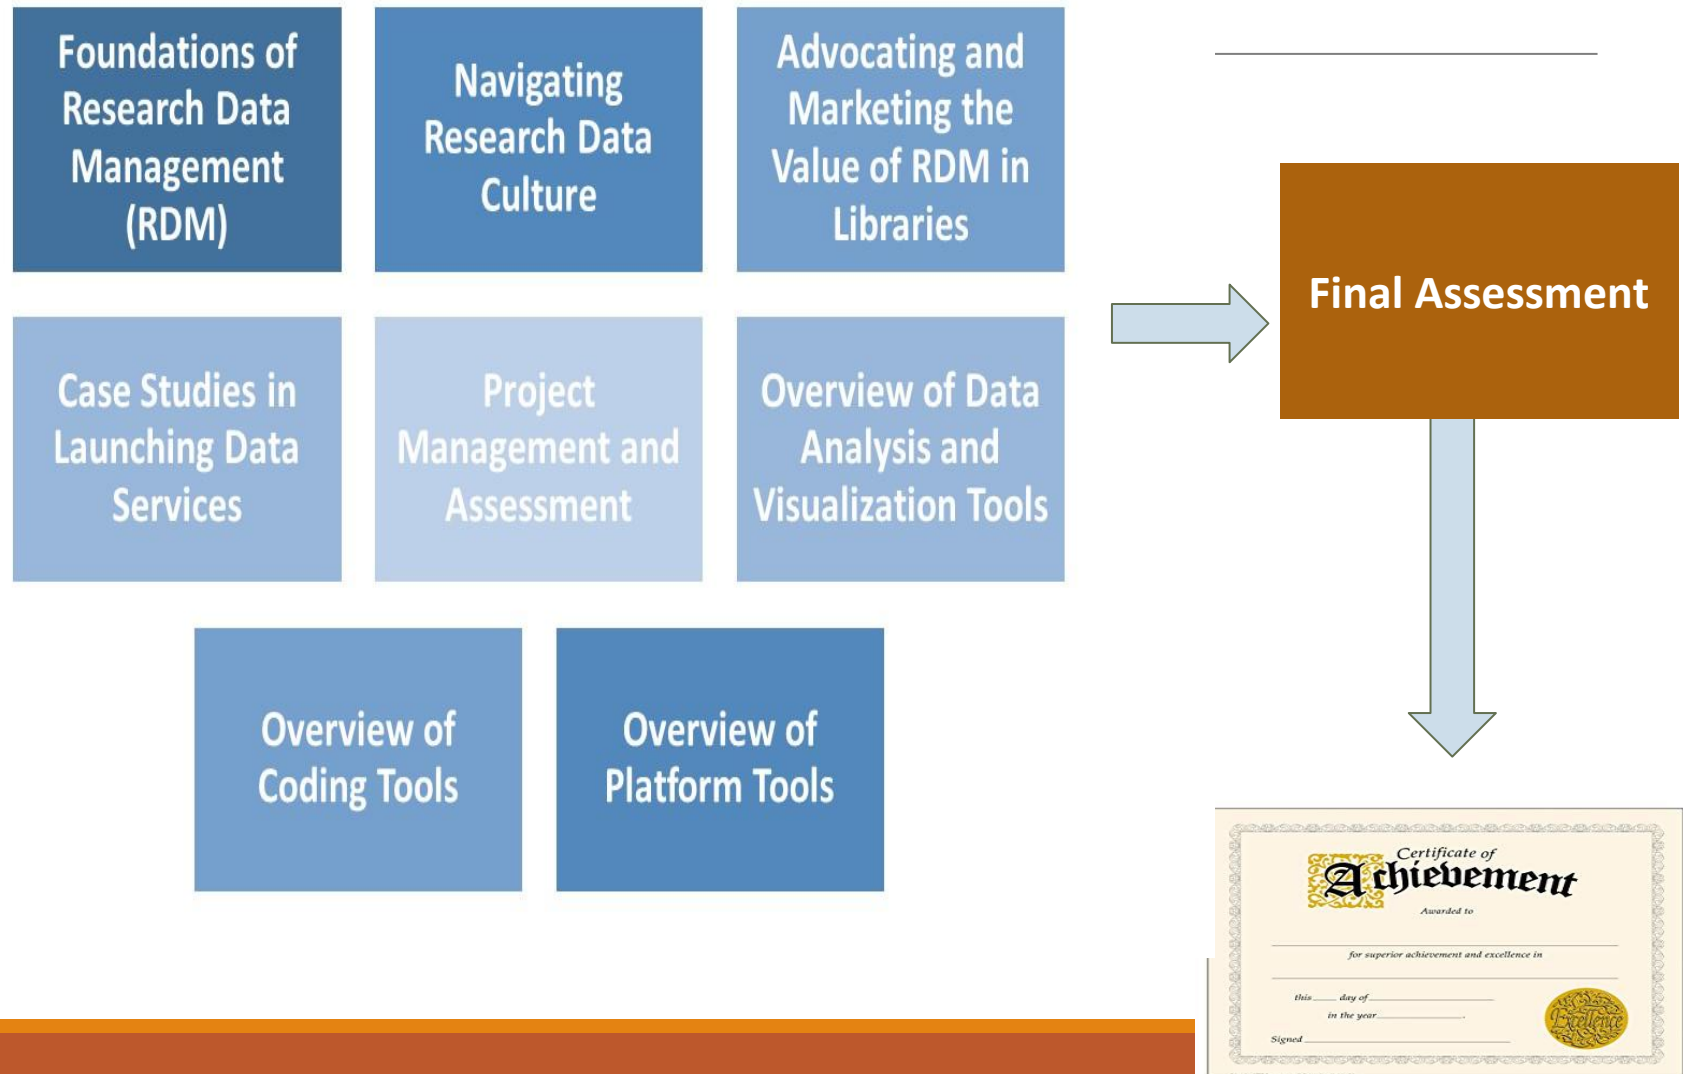 Foundations of
Research Data
Management
(RDM)
Navigating
Research Data
Culture
Advocating and
Marketing the
Value of RDM in
Libraries
Case Studies in
Launching Data
Services
Project
Management and
Assessment
Overview of Data
Analysis and
Visualization Tools
Overview of
Coding Tools
Overview of
Platform Tools
Final Assessment
Certificate of
Achievement
Awarded to
for superior achievement and excellence in
this day of
in the year
Signed
Excellence